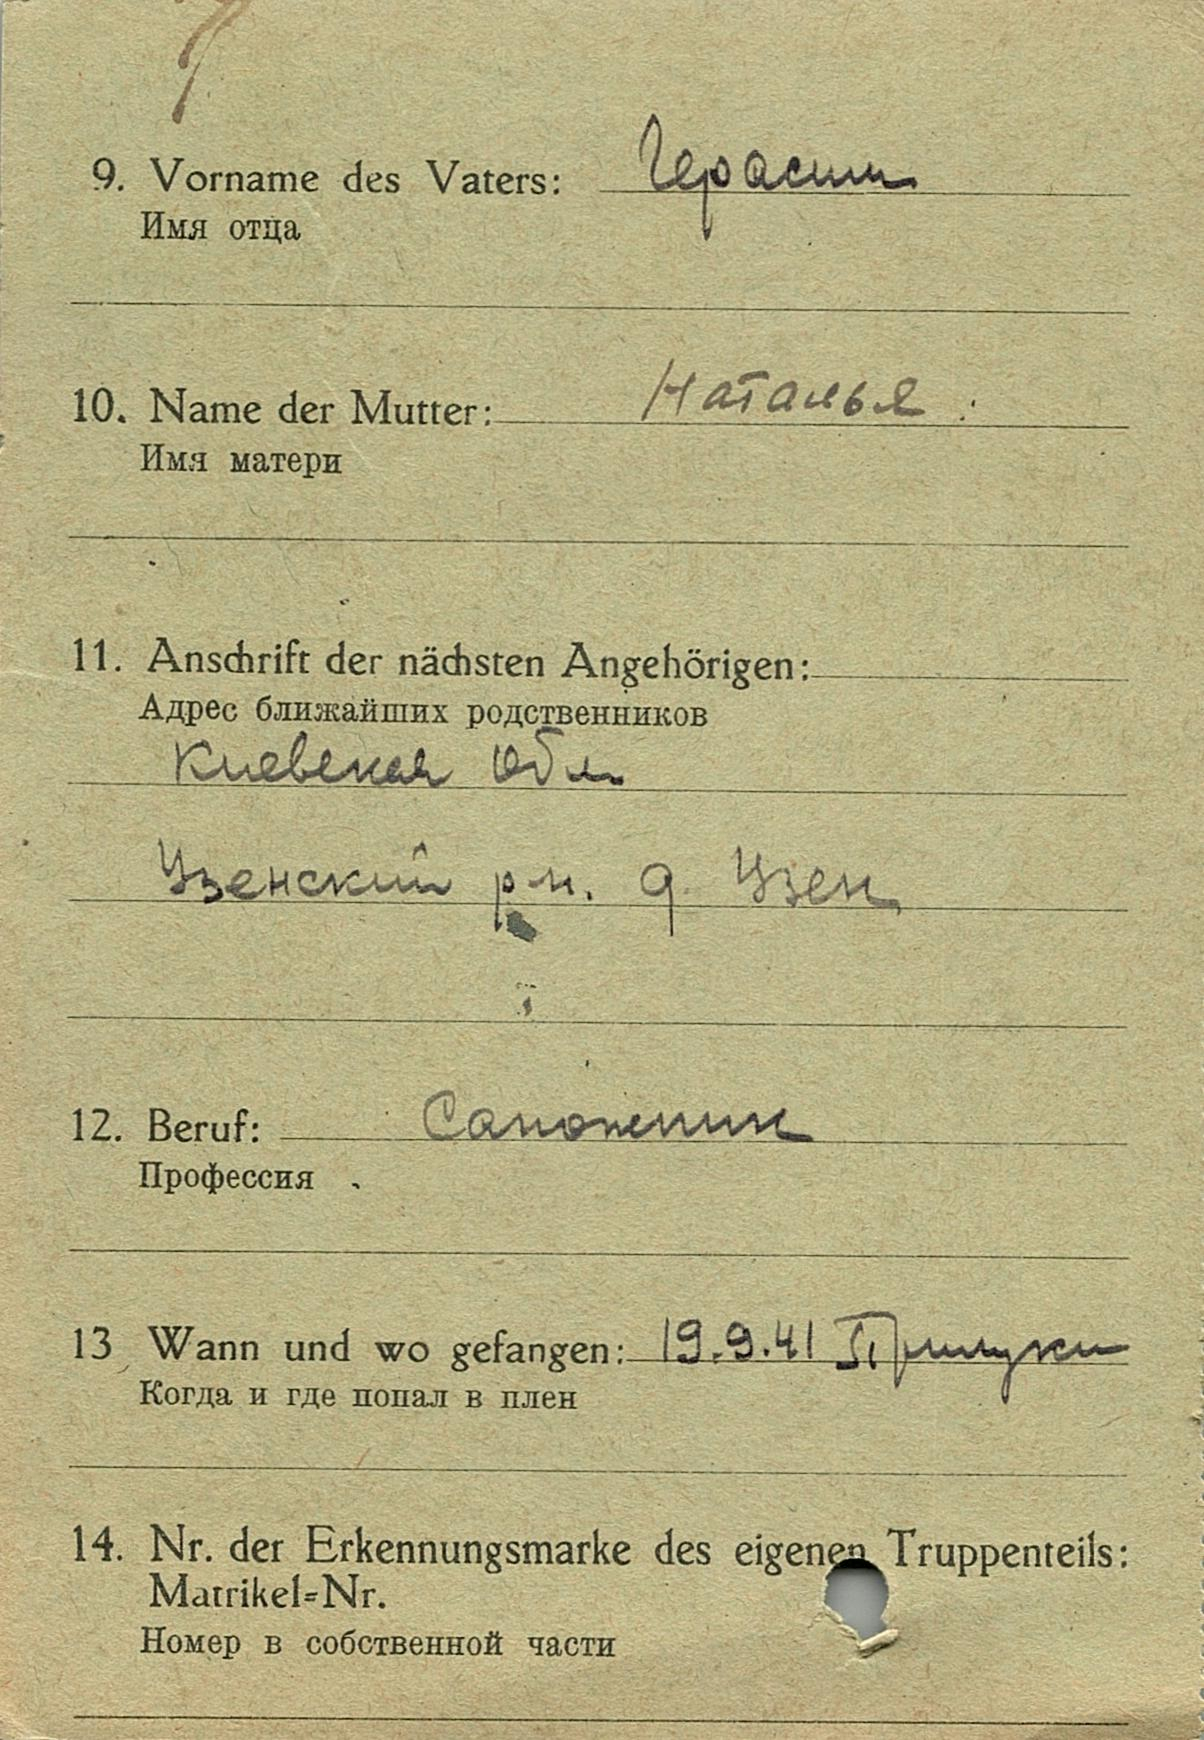 9. Vorname des Vaters: Герасим
Имя отца
10. Name der Mutter: Наталья
Имя матери
11. Anschrift der nächsten Angehörigen:
Адрес ближайших родственников
Киевская обл.
Узенский р-н. д. Узен
12. Beruf: Сапожник
Профессия
13 Wann und wo gefangen: 19.9.41 Прилуки
Когда и где попал в плен
14. Nr. der Erkennungsmarke des eigenen Truppenteils:
Matrikel=Nr.
Номер в собственной части